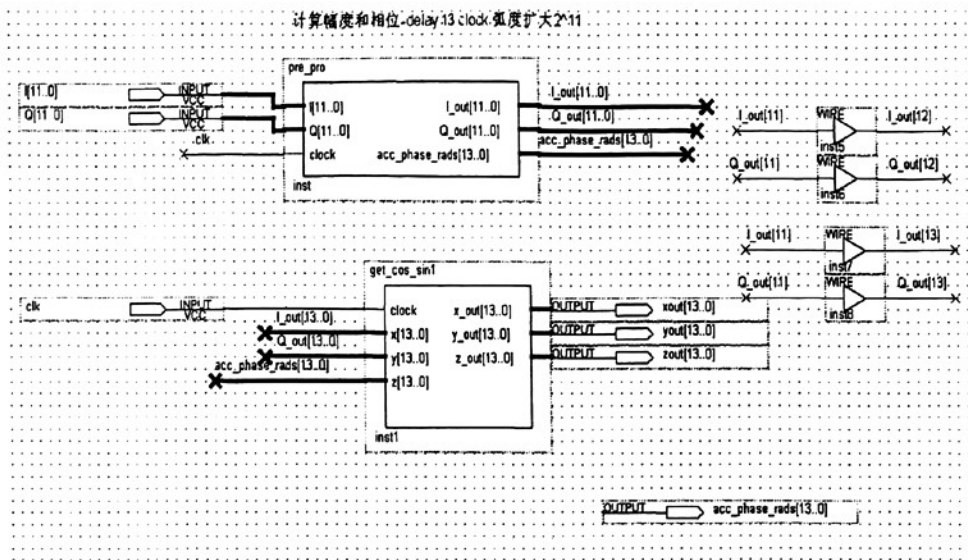 计算幅度和相位-delay 13 clock 弧度扩大2^11
pre_pro
I[11..0] INPUT VCC
Q[11..0] INPUT VCC
clk
I[11..0] I_out[11..0]
Q[11..0] Q_out[11..0]
clock acc_phase_rads[13..0]
inst
I_out[11..0]
Q_out[11..0]
acc_phase_rads[13..0]
I_out[11] WIRE I_out[12]
inst5
Q_out[11] WIRE Q_out[12]
inst6
I_out[11] WIRE I_out[13]
inst7
Q_out[11] WIRE Q_out[13]
inst8
get_cos_sin1
clk INPUT VCC
I_out[13..0]
Q_out[13..0]
acc_phase_rads[13..0]
clock x_out[13..0]
x[13..0] y_out[13..0]
y[13..0] z_out[13..0]
z[13..0]
inst1
OUTPUT xout[13..0]
OUTPUT yout[13..0]
OUTPUT zout[13..0]
OUTPUT acc_phase_rads[13..0]